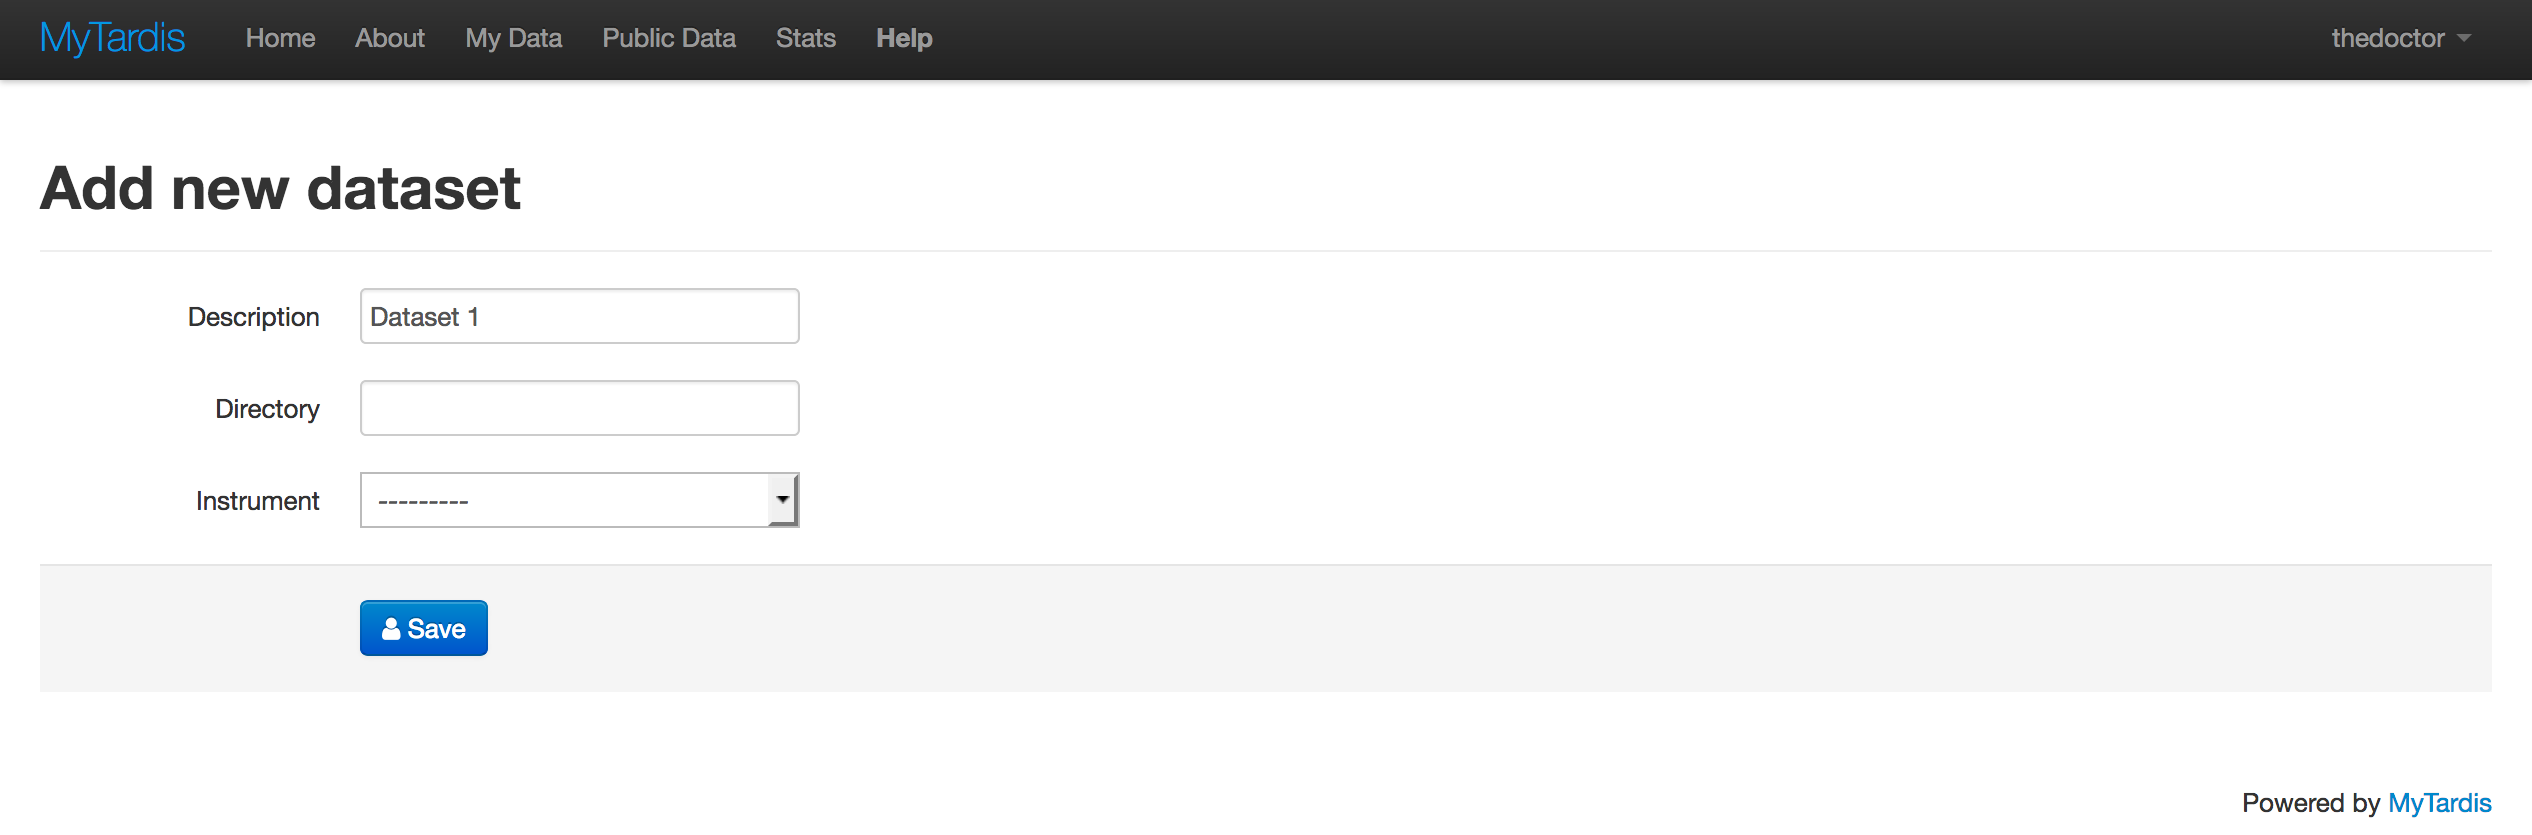 MyTardis Home About My Data Public Data Stats Help thedoctor
Add new dataset
Description Dataset 1
Directory
Instrument ---------
Save
Powered by MyTardis